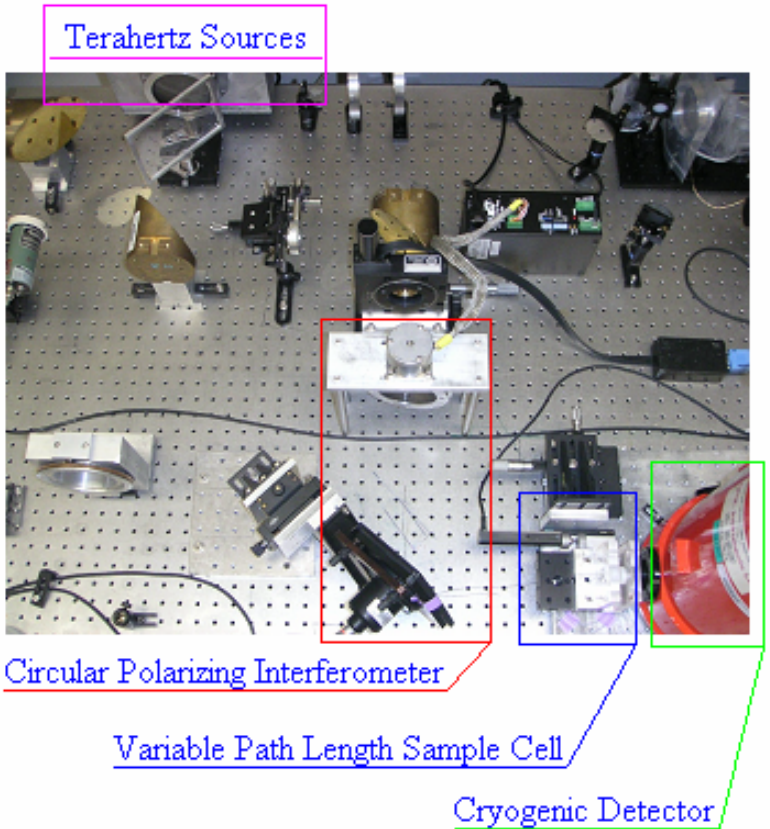 Terahertz Sources
Circular Polarizing Interferometer
Variable Path Length Sample Cell
Cryogenic Detector